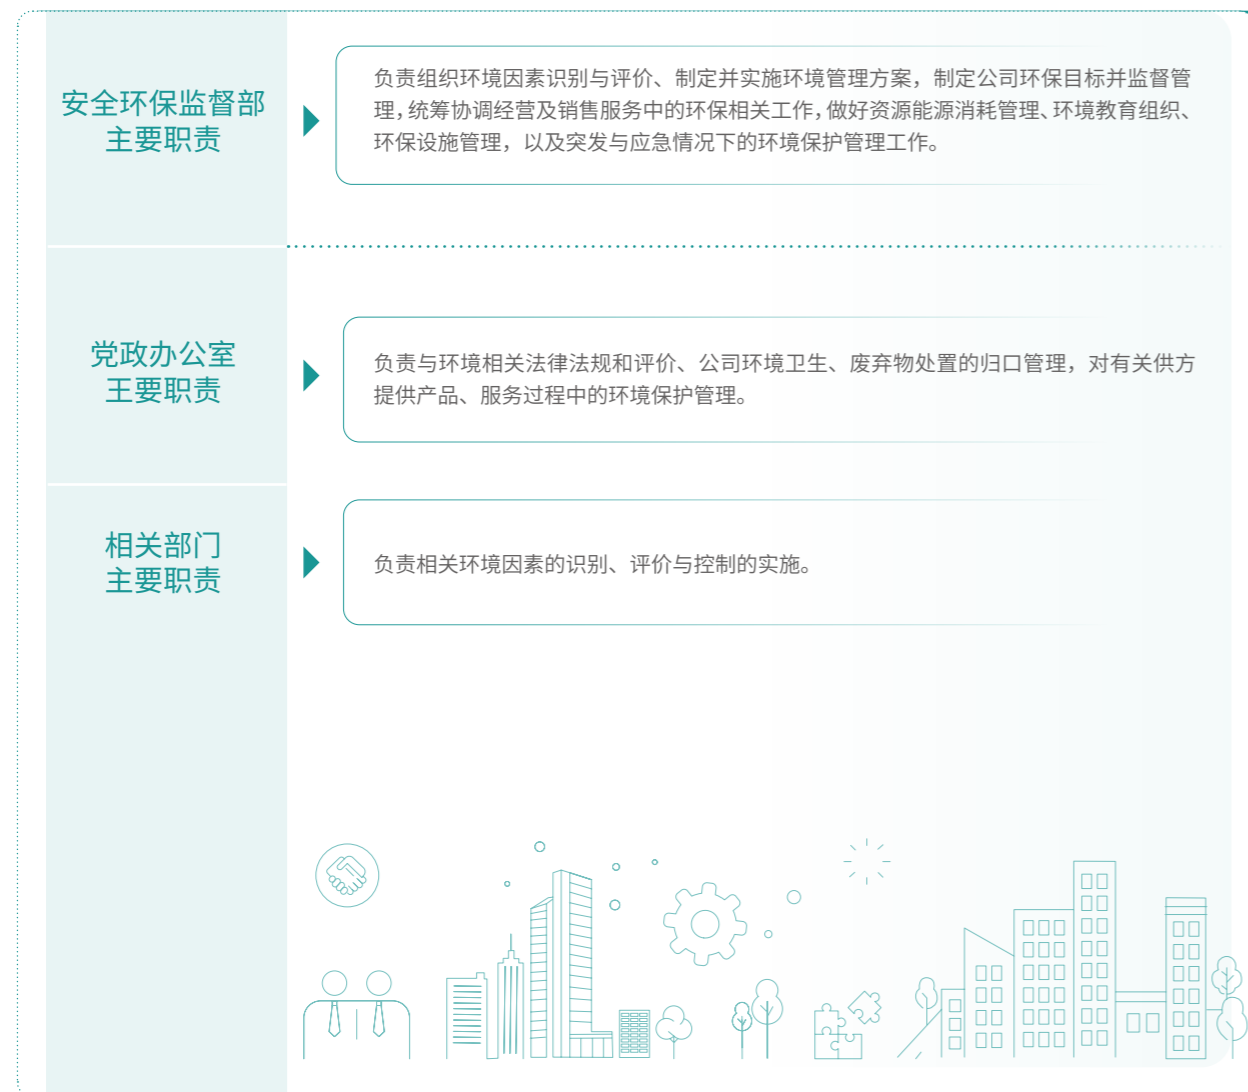 安全环保监督部
主要职责
负责组织环境因素识别与评价、制定并实施环境管理方案，制定公司环保目标并监督管
理，统筹协调经营及销售服务中的环保相关工作，做好资源能源消耗管理、环境教育组织、
环保设施管理，以及突发与应急情况下的环境保护管理工作。
党政办公室
王要职责
负责与环境相关法律法规和评价、公司环境卫生、废弃物处置的归口管理，对有关供方
提供产品、服务过程中的环境保护管理。
相关部门
主要职责
负责相关环境因素的识别、评价与控制的实施。